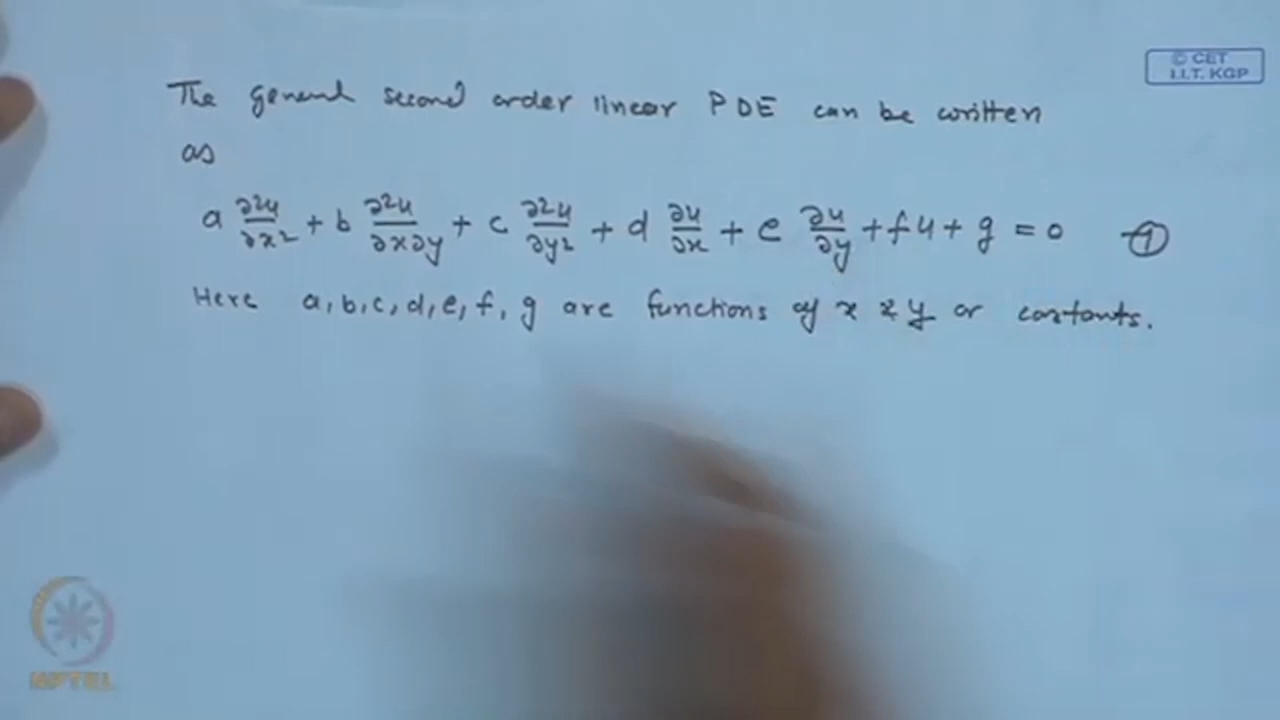 © CET
I.I.T. KGP
The general second order linear PDE can be written
as
a ∂²u/∂x² + b ∂²u/∂x∂y + c ∂²u/∂y² + d ∂u/∂x + e ∂u/∂y + fu + g = 0 —①
Here a, b, c, d, e, f, g are functions of x & y or constants.
NPTEL